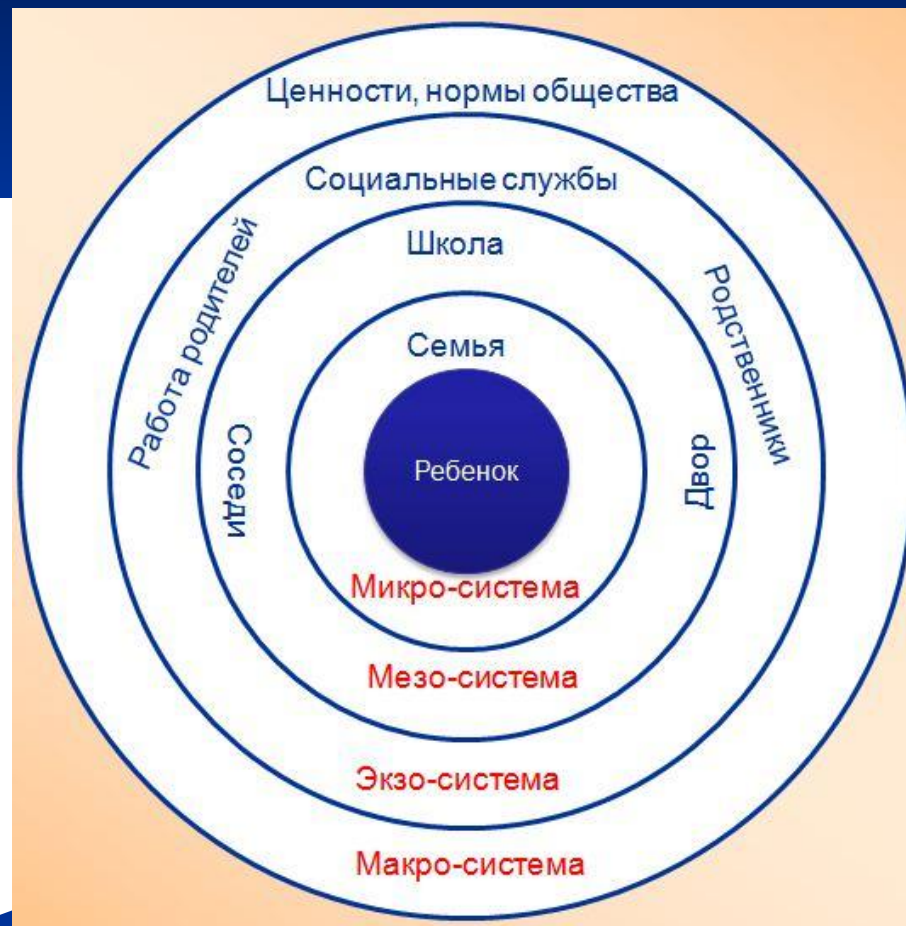 Ценности, нормы общества
Социальные службы
Работа родителей
Родственники
Школа
Соседи
Двор
Семья
Ребенок
Микро-система
Мезо-система
Экзо-система
Макро-система